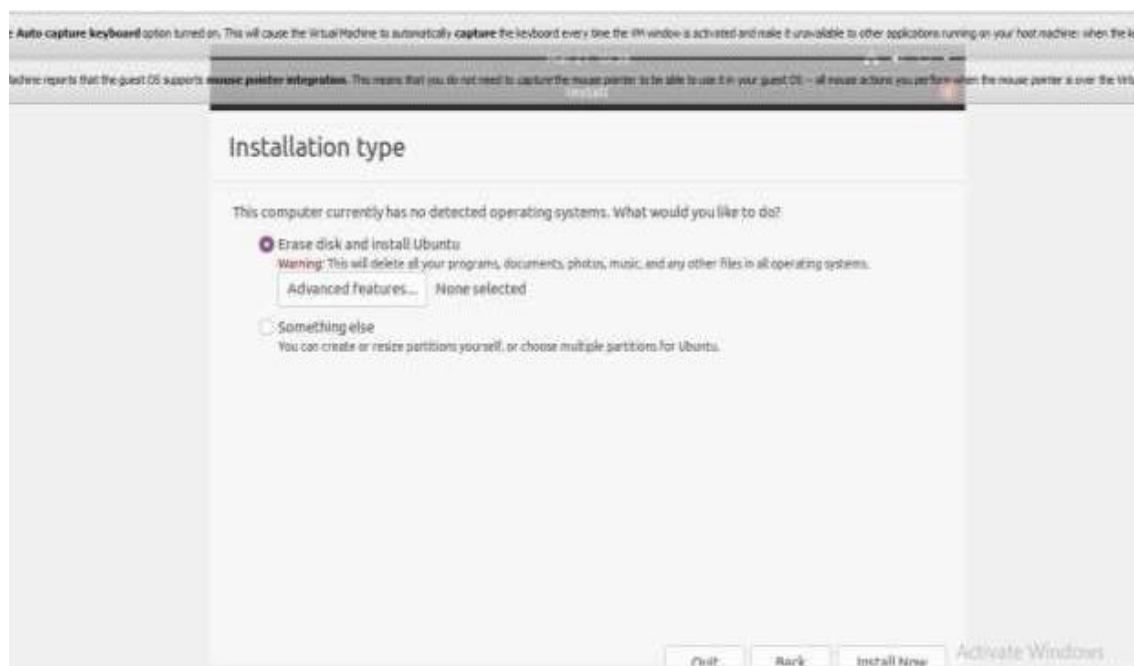 Auto capture keyboard option turned on. This will cause the Virtual Machine to automatically capture the keyboard every time the VM window is activated and make it unavailable to other applications running on your host machine: when the
Machine reports that the guest OS supports mouse pointer integration. This means that you do not need to capture the mouse pointer to be able to use it in your guest OS -- all mouse actions you perform when the mouse pointer is over the
Install
Installation type
This computer currently has no detected operating systems. What would you like to do?
Erase disk and install Ubuntu
Warning: This will delete all your programs, documents, photos, music, and any other files in all operating systems.
Advanced features... None selected
Something else
You can create or resize partitions yourself, or choose multiple partitions for Ubuntu.
Quit Back Install Now Activate Windows